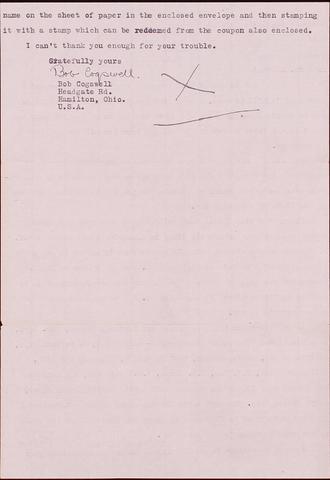 name on the sheet of paper in the enclosed envelope and then stamping
it with a stamp which can be redeemed from the coupon also enclosed.
I can't thank you enough for your trouble.
Gratefully yours
Bob Cogswell.
Bob Cogswell
Headgate Rd.
Hamilton, Ohio.
U.S.A.